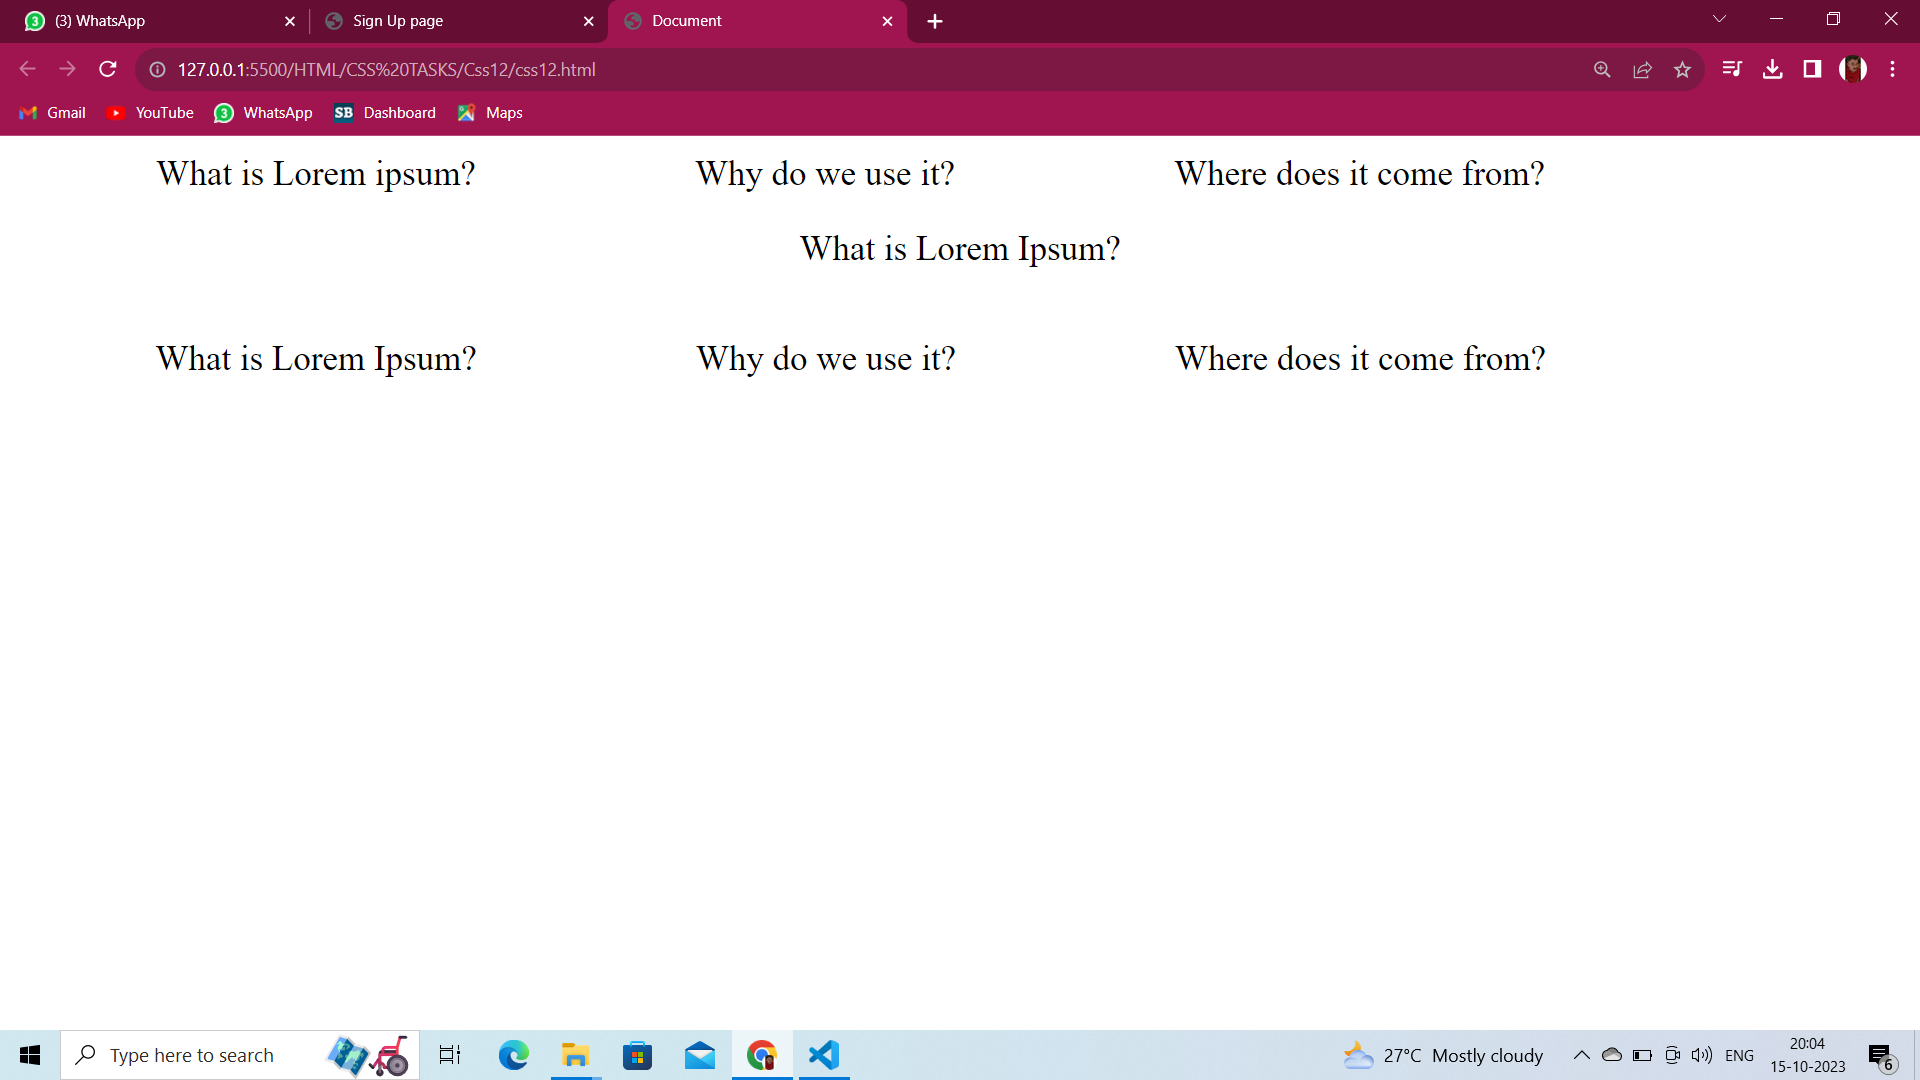 3 (3) WhatsApp Sign Up page Document
127.0.0.1:5500/HTML/CSS%20TASKS/Css12/css12.html
Gmail YouTube 3 WhatsApp SB Dashboard Maps
What is Lorem ipsum? Why do we use it? Where does it come from?
What is Lorem Ipsum?
What is Lorem Ipsum? Why do we use it? Where does it come from?
Type here to search 27°C Mostly cloudy ENG 20:04
15-10-2023 6